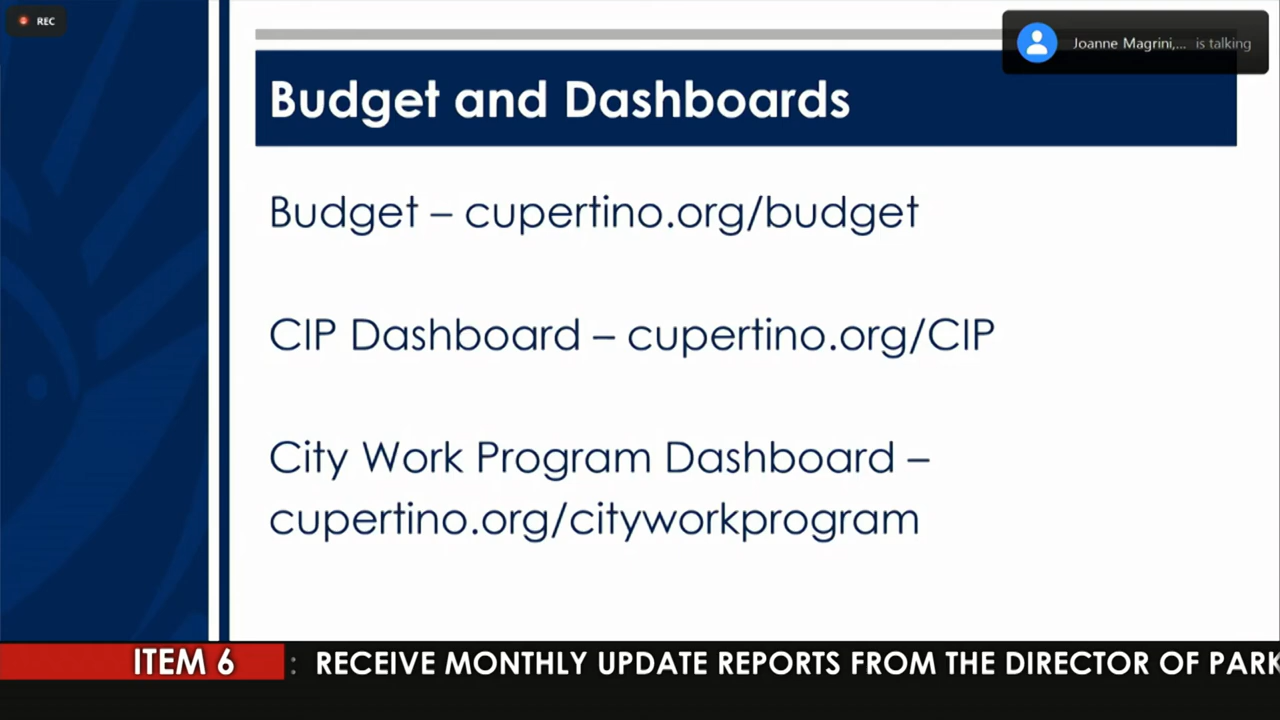 REC
Joanne Magrini,... is talking
Budget and Dashboards
Budget – cupertino.org/budget
CIP Dashboard – cupertino.org/CIP
City Work Program Dashboard –
cupertino.org/cityworkprogram
ITEM 6 : RECEIVE MONTHLY UPDATE REPORTS FROM THE DIRECTOR OF PARK